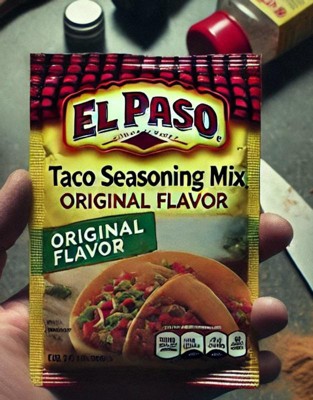 EL PASO
Taco Seasoning Mix
ORIGINAL FLAVOR
ORIGINAL
FLAVOR